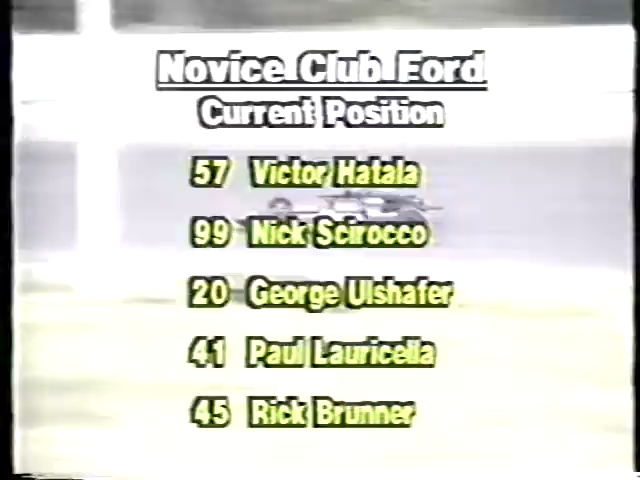 Novice Club Ford
Current Position
57 Victor Hatala
99 Nick Scirocco
20 George Ulshafer
41 Paul Lauricella
45 Rick Brunner